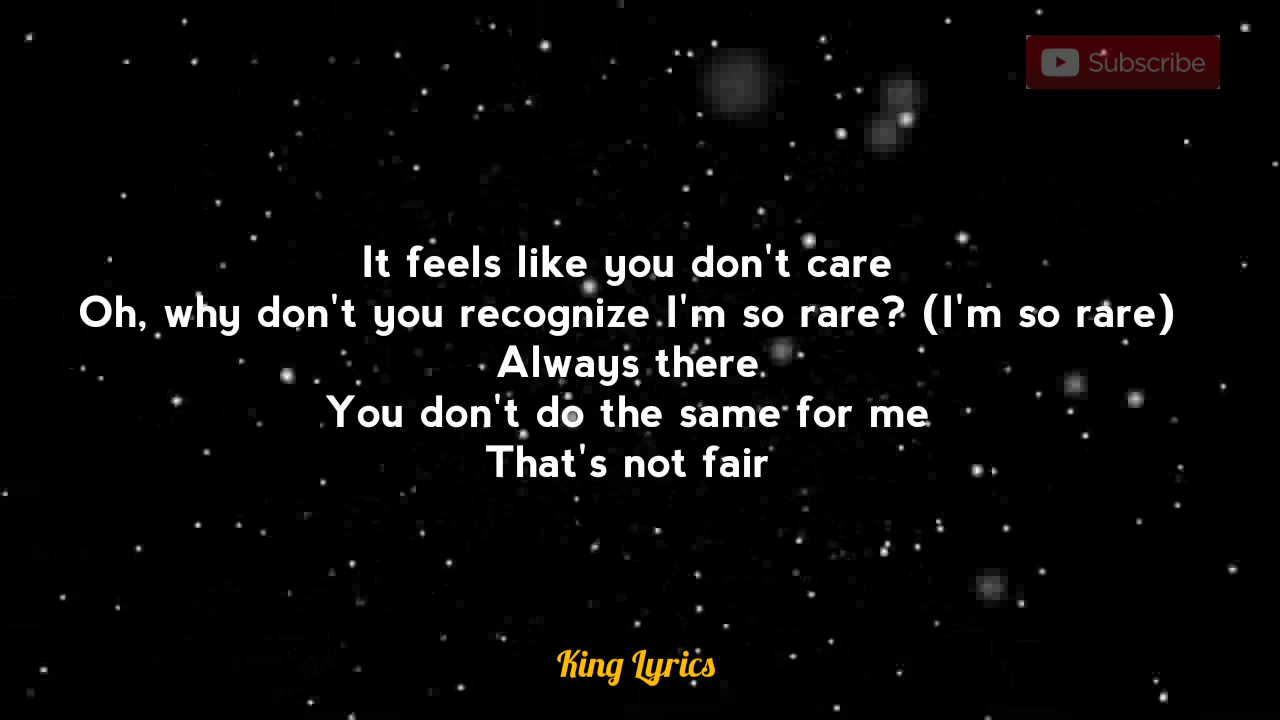 Subscribe
It feels like you don't care
Oh, why don't you recognize I'm so rare? (I'm so rare)
Always there
You don't do the same for me
That's not fair
King Lyrics